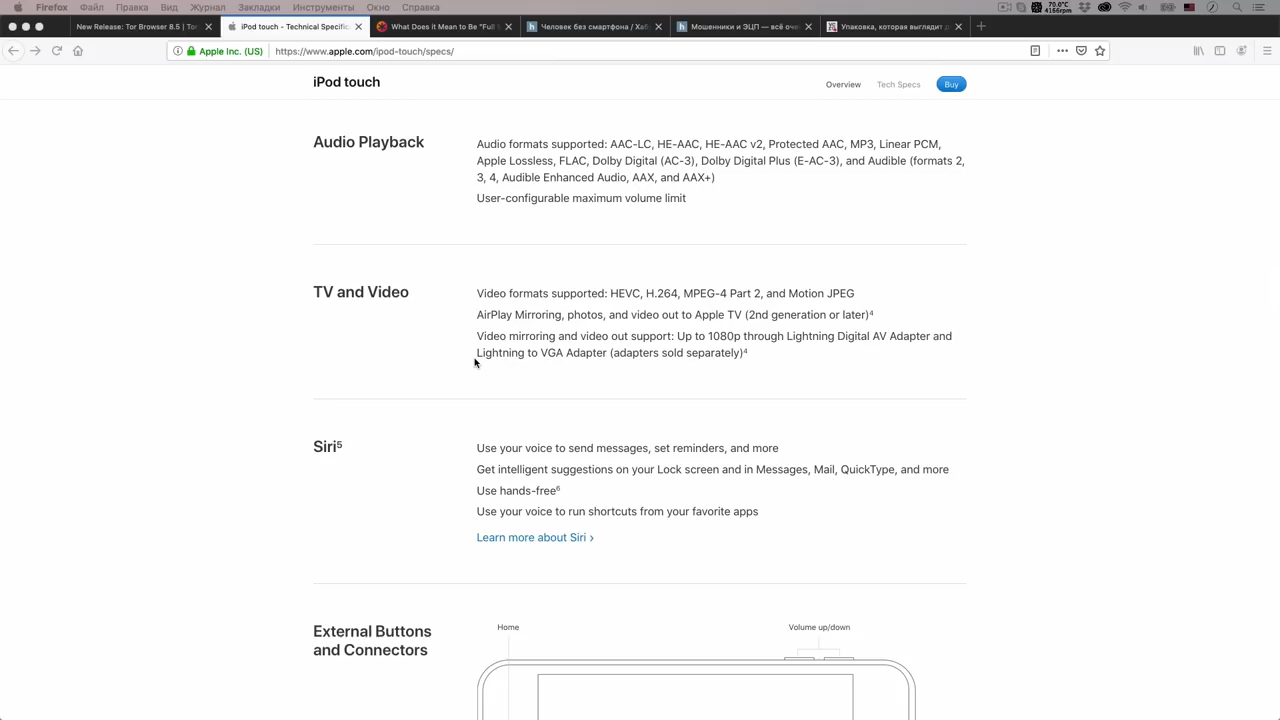 Firefox Файл Правка Вид Журнал Закладки Инструменты Окно Справка 70.0°C 4156rpm
New Release: Tor Browser 8.5 | Tor iPod touch - Technical Specific What Does it Mean to Be "Full S Человек без смартфона / Хаб Мошенники и ЭЦП — всё оче Упаковка, которая выглядит д
Apple Inc. (US) https://www.apple.com/ipod-touch/specs/
iPod touch Overview Tech Specs Buy
Audio Playback
Audio formats supported: AAC-LC, HE-AAC, HE-AAC v2, Protected AAC, MP3, Linear PCM,
Apple Lossless, FLAC, Dolby Digital (AC-3), Dolby Digital Plus (E-AC-3), and Audible (formats 2,
3, 4, Audible Enhanced Audio, AAX, and AAX+)
User-configurable maximum volume limit
TV and Video
Video formats supported: HEVC, H.264, MPEG-4 Part 2, and Motion JPEG
AirPlay Mirroring, photos, and video out to Apple TV (2nd generation or later)⁴
Video mirroring and video out support: Up to 1080p through Lightning Digital AV Adapter and
Lightning to VGA Adapter (adapters sold separately)⁴
Siri⁵
Use your voice to send messages, set reminders, and more
Get intelligent suggestions on your Lock screen and in Messages, Mail, QuickType, and more
Use hands-free⁶
Use your voice to run shortcuts from your favorite apps
Learn more about Siri ›
External Buttons
and Connectors
Home Volume up/down